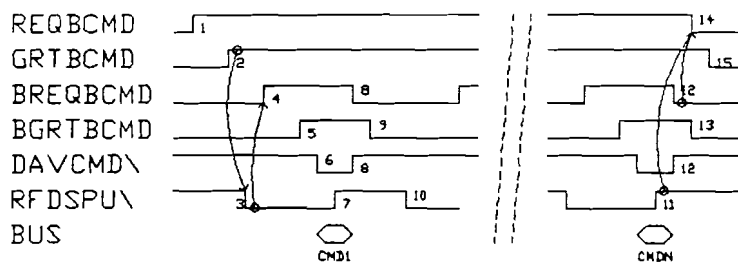 REQBCMD 1 14
GRTBCMD 2 15
BREQBCMD 4 8 12
BGRTBCMD 5 9 13
DAVCMD\ 6 8 12
RFDSPU\ 3 7 10 11
BUS
CMD1 CMDN